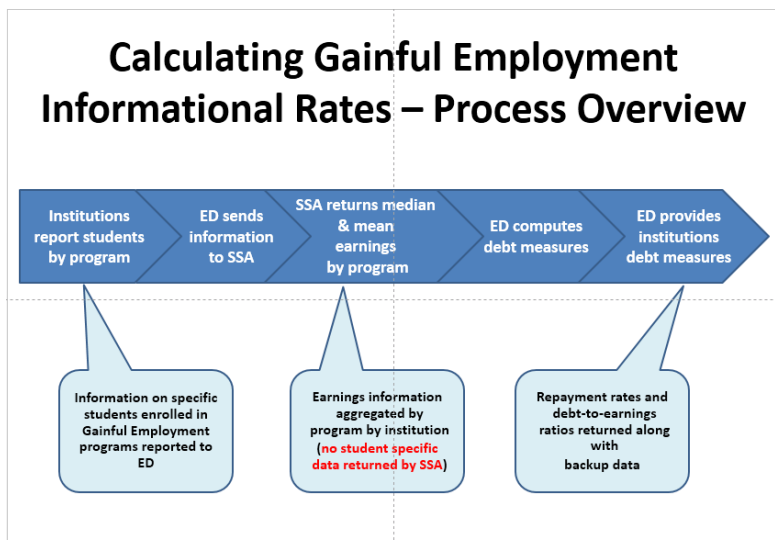 Calculating Gainful Employment
Informational Rates – Process Overview
Institutions
report students
by program
ED sends
information
to SSA
SSA returns median
& mean
earnings
by program
ED computes
debt measures
ED provides
institutions
debt measures
Information on specific
students enrolled in
Gainful Employment
programs reported to
ED
Earnings information
aggregated by
program by institution
(no student specific
data returned by SSA)
Repayment rates and
debt-to-earnings
ratios returned along
with
backup data